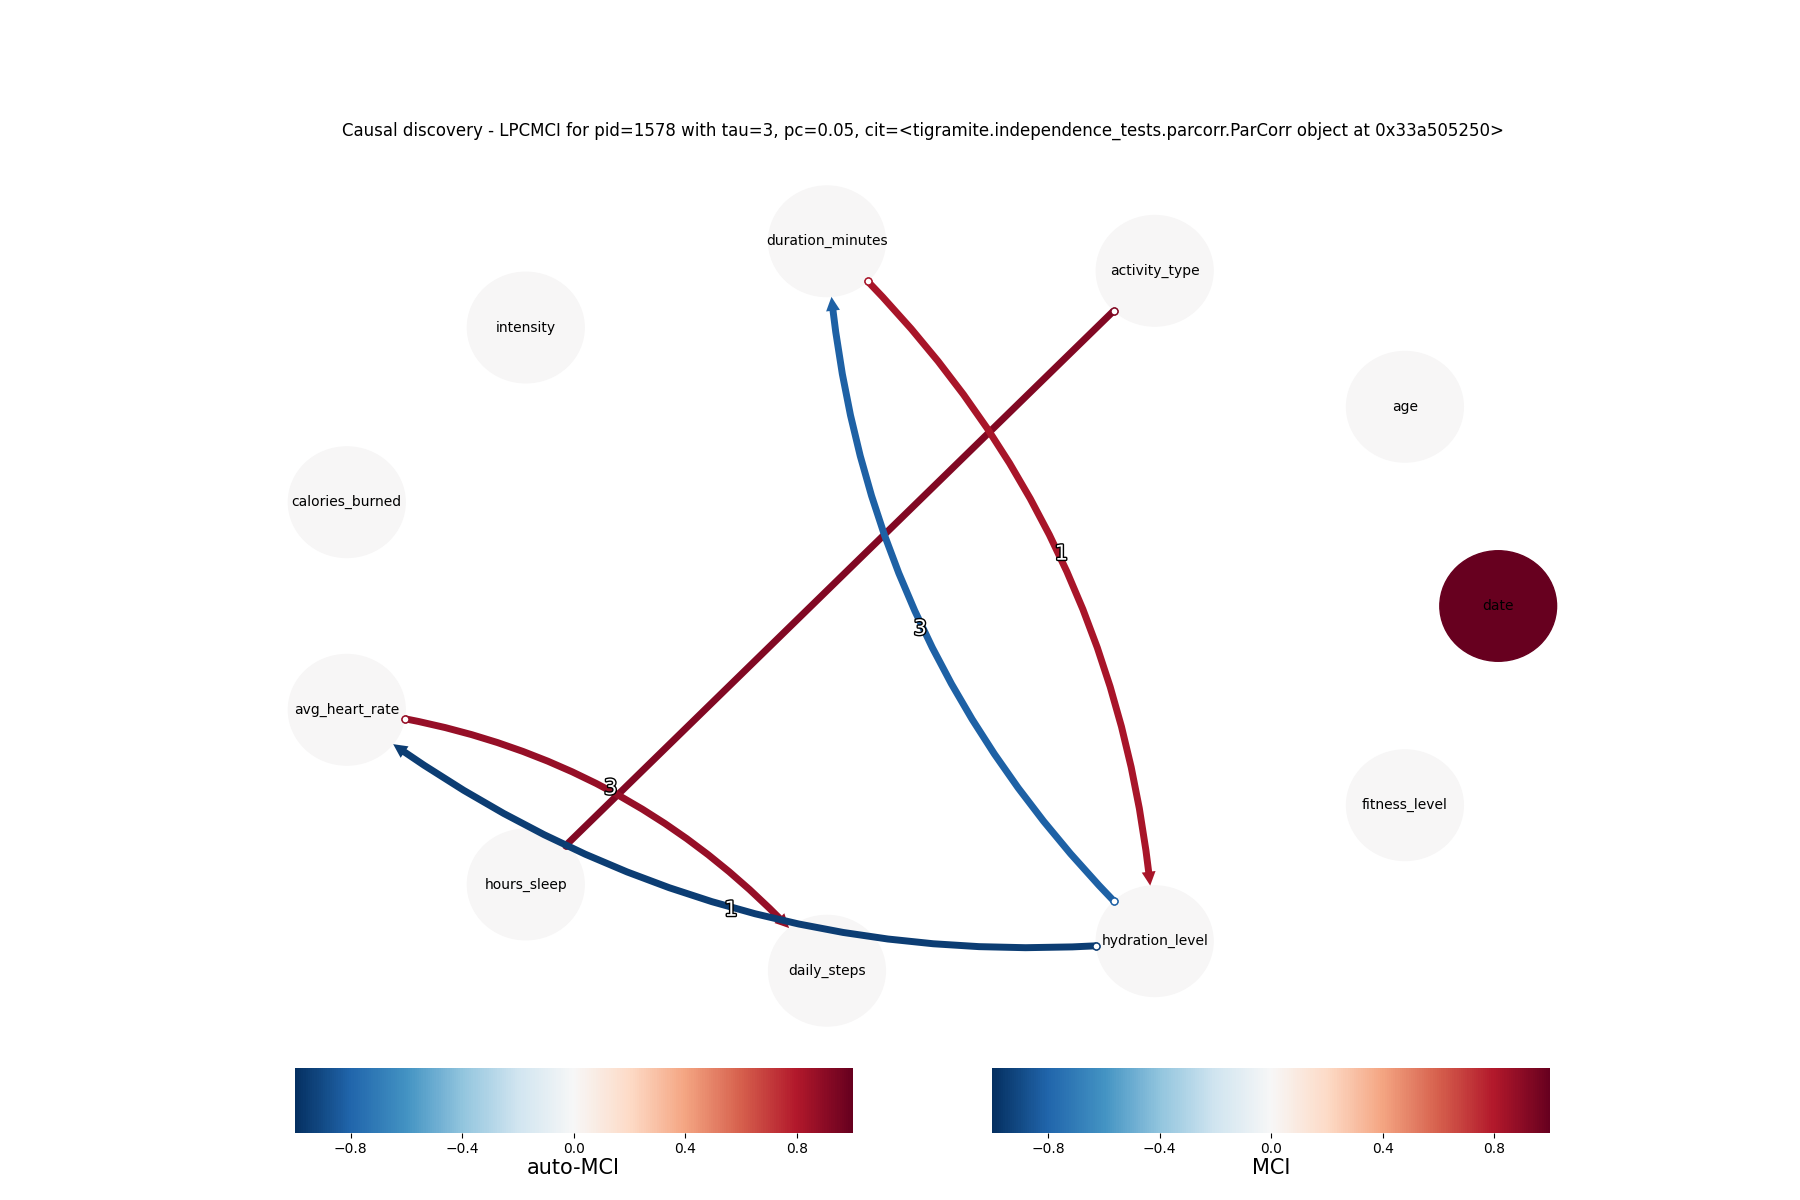 Causal discovery - LPCMCI for pid=1578 with tau=3, pc=0.05, cit=<tigramite.independence_tests.parcorr.ParCorr object at 0x33a505250>
duration_minutes
activity_type
intensity
age
calories_burned
1
date
3
avg_heart_rate
3
fitness_level
hours_sleep
1
hydration_level
daily_steps
−0.8 −0.4 0.0 0.4 0.8
auto-MCI
−0.8 −0.4 0.0 0.4 0.8
MCI